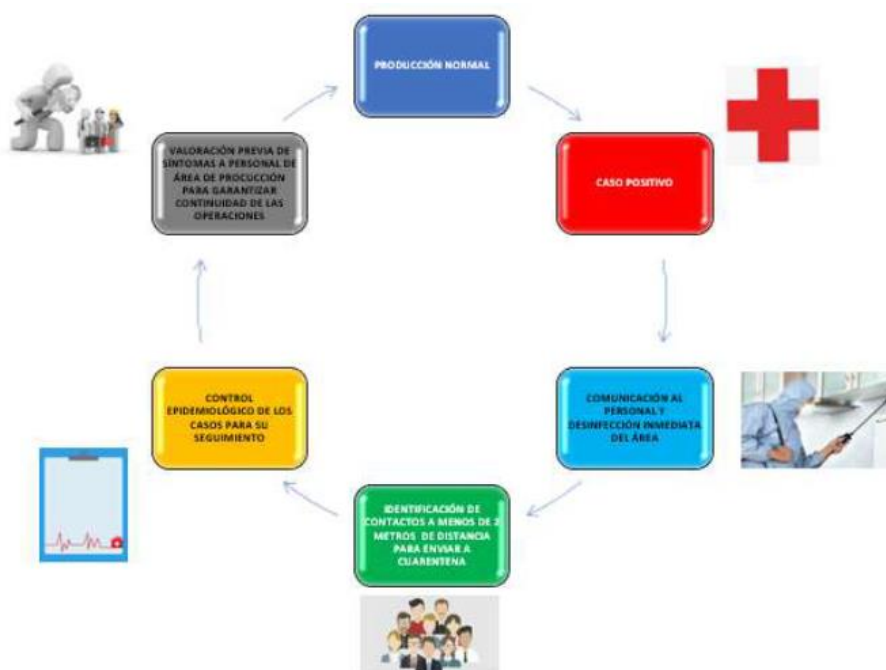 PRODUCCIÓN NORMAL
CASO POSITIVO
COMUNICACIÓN AL
PERSONAL Y
DESINFECCIÓN INMEDIATA
DEL ÁREA
IDENTIFICACIÓN DE
CONTACTOS A MENOS DE 2
METROS DE DISTANCIA
PARA ENVIAR A
CUARENTENA
CONTROL
EPIDEMIOLÓGICO DE LOS
CASOS PARA SU
SEGUIMIENTO
VALORACIÓN PREVIA DE
SÍNTOMAS A PERSONAL DE
ÁREA DE PROCUCCIÓN
PARA GARANTIZAR
CONTINUIDAD DE LAS
OPERACIONES